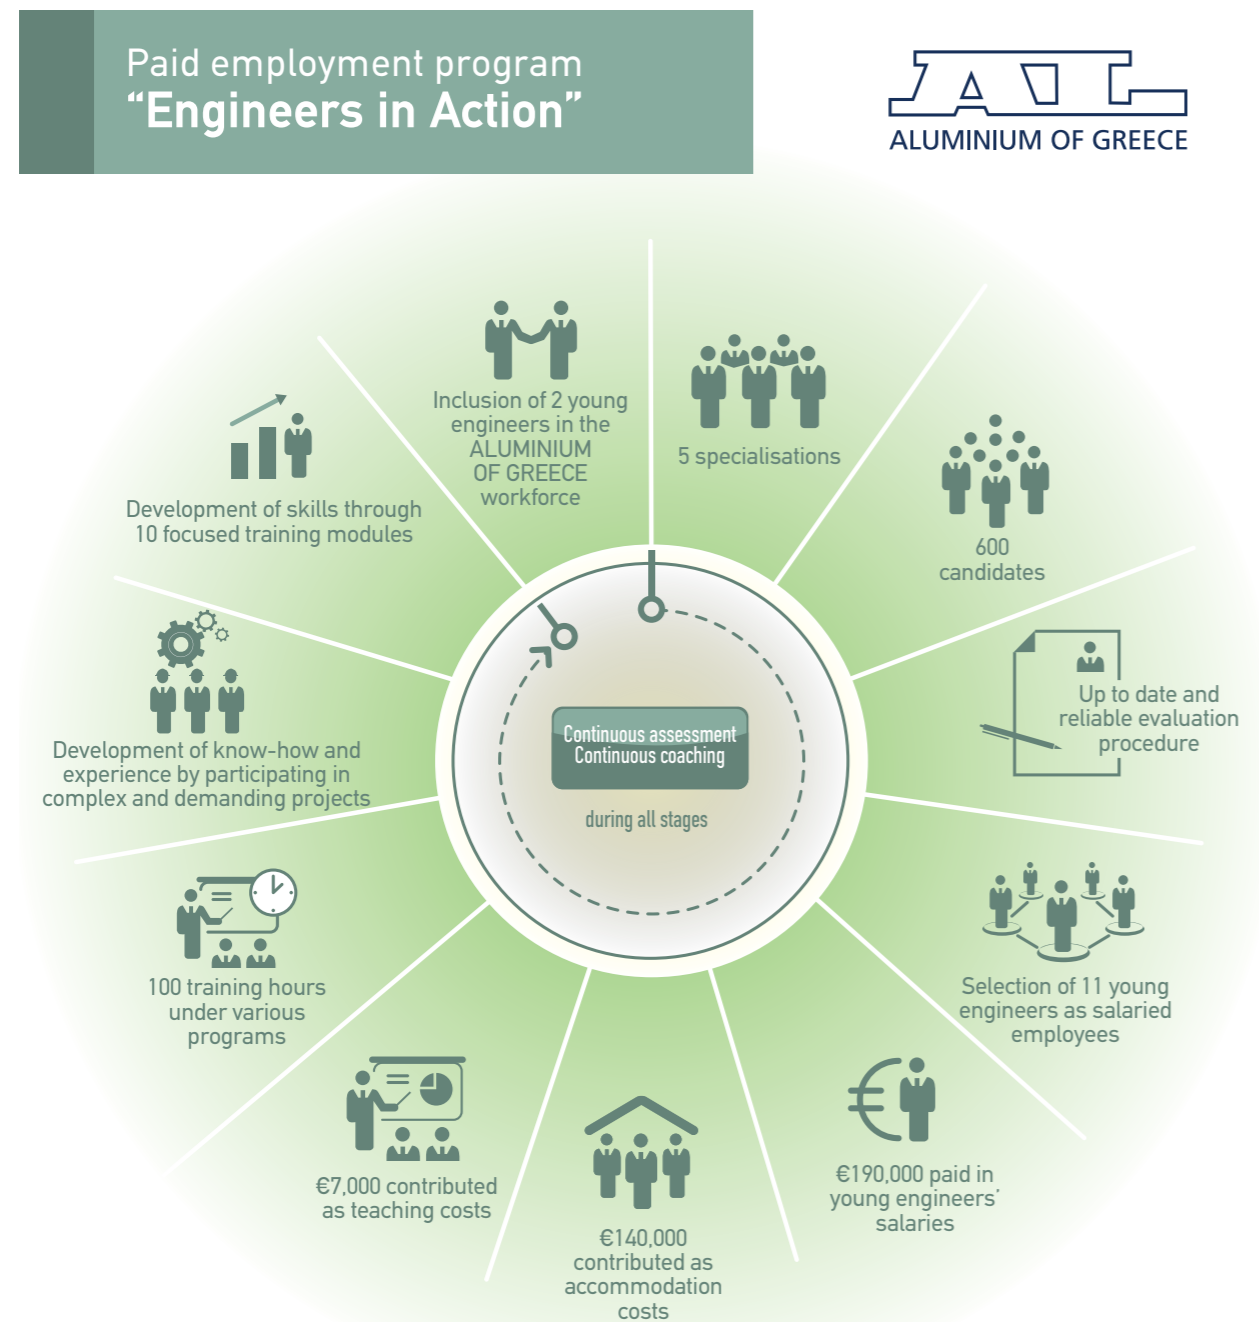 Paid employment program
“Engineers in Action”
ALUMINIUM OF GREECE
5 specialisations
600
candidates
Up to date and
reliable evaluation
procedure
Selection of 11 young
engineers as salaried
employees
€190,000 paid in
young engineers’
salaries
€140,000
contributed as
accommodation
costs
€7,000 contributed
as teaching costs
100 training hours
under various
programs
Development of know-how and
experience by participating in
complex and demanding projects
Development of skills through
10 focused training modules
Inclusion of 2 young
engineers in the
ALUMINIUM
OF GREECE
workforce
Continuous assessment
Continuous coaching
during all stages